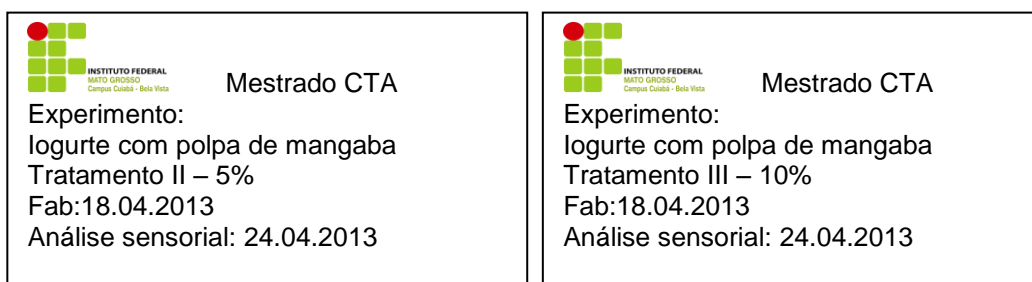 INSTITUTO FEDERAL
MATO GROSSO
Campus Cuiabá - Bela Vista
Mestrado CTA
Experimento:
Iogurte com polpa de mangaba
Tratamento II – 5%
Fab:18.04.2013
Análise sensorial: 24.04.2013
INSTITUTO FEDERAL
MATO GROSSO
Campus Cuiabá - Bela Vista
Mestrado CTA
Experimento:
Iogurte com polpa de mangaba
Tratamento III – 10%
Fab:18.04.2013
Análise sensorial: 24.04.2013